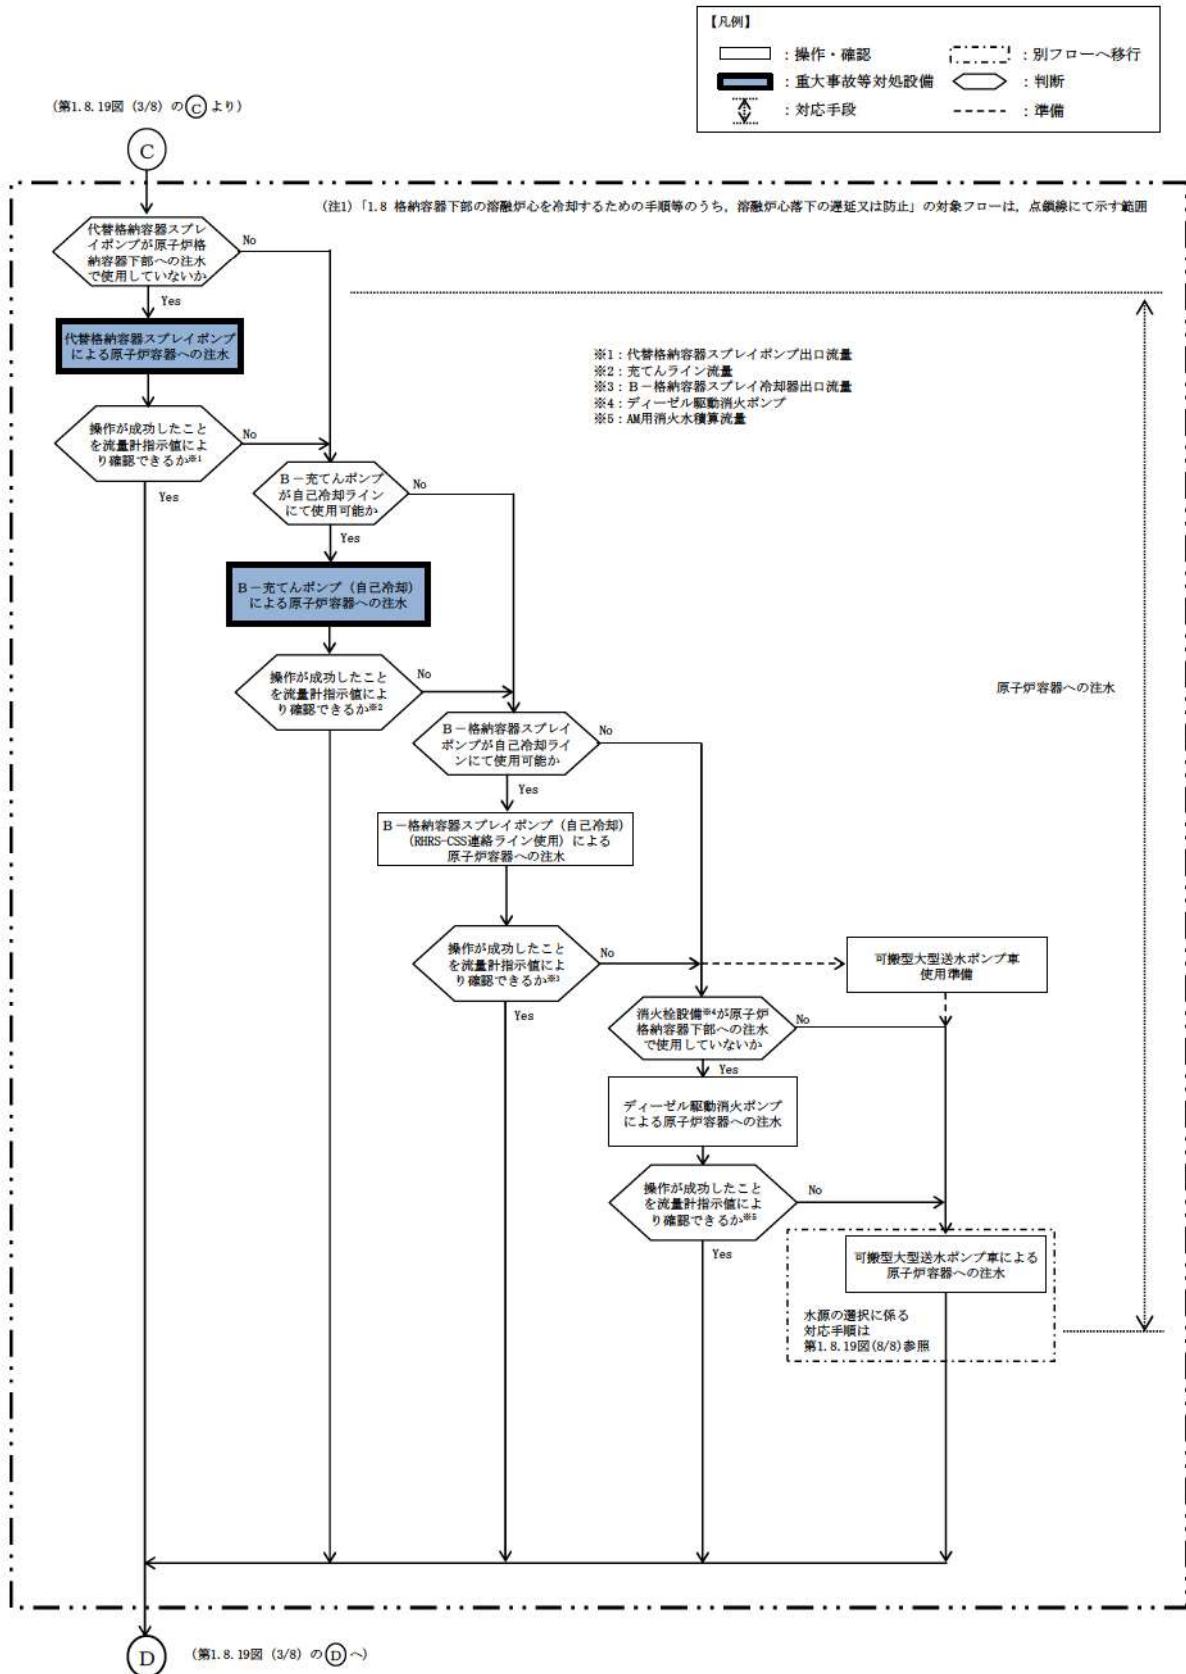 【凡例】
：操作・確認
：別フローへ移行
：重大事故等対処設備
：判断
：対応手段
：準備
(第1.8.19図 (3/8) の C より)
C
(注1)「1.8 格納容器下部の溶融炉心を冷却するための手順等のうち，溶融炉心落下の遅延又は防止」の対象フローは，点鎖線にて示す範囲
代替格納容器スプレ
イポンプが原子炉格
納容器下部への注水
で使用していないか
No
Yes
代替格納容器スプレイポンプ
による原子炉容器への注水
※1：代替格納容器スプレイポンプ出口流量
※2：充てんライン流量
※3：B－格納容器スプレイ冷却器出口流量
※4：ディーゼル駆動消火ポンプ
※5：AM用消火水積算流量
操作が成功したこと
を流量計指示値によ
り確認できるか※1
No
Yes
B－充てんポンプ
が自己冷却ライン
にて使用可能か
No
Yes
B－充てんポンプ（自己冷却）
による原子炉容器への注水
操作が成功したこと
を流量計指示値によ
り確認できるか※2
No
原子炉容器への注水
B－格納容器スプレイ
ポンプが自己冷却ライ
ンにて使用可能か
No
Yes
B－格納容器スプレイポンプ（自己冷却）
(RHRS-CSS連絡ライン使用）による
原子炉容器への注水
操作が成功したこと
を流量計指示値によ
り確認できるか※3
No
Yes
可搬型大型送水ポンプ車
使用準備
消火栓設備※4が原子炉
格納容器下部への注水
で使用していないか
No
Yes
ディーゼル駆動消火ポンプ
による原子炉容器への注水
操作が成功したこと
を流量計指示値によ
り確認できるか※5
No
Yes
可搬型大型送水ポンプ車による
原子炉容器への注水
水源の選択に係る
対応手順は
第1.8.19図(8/8)参照
D
(第1.8.19図 (3/8) の D へ)